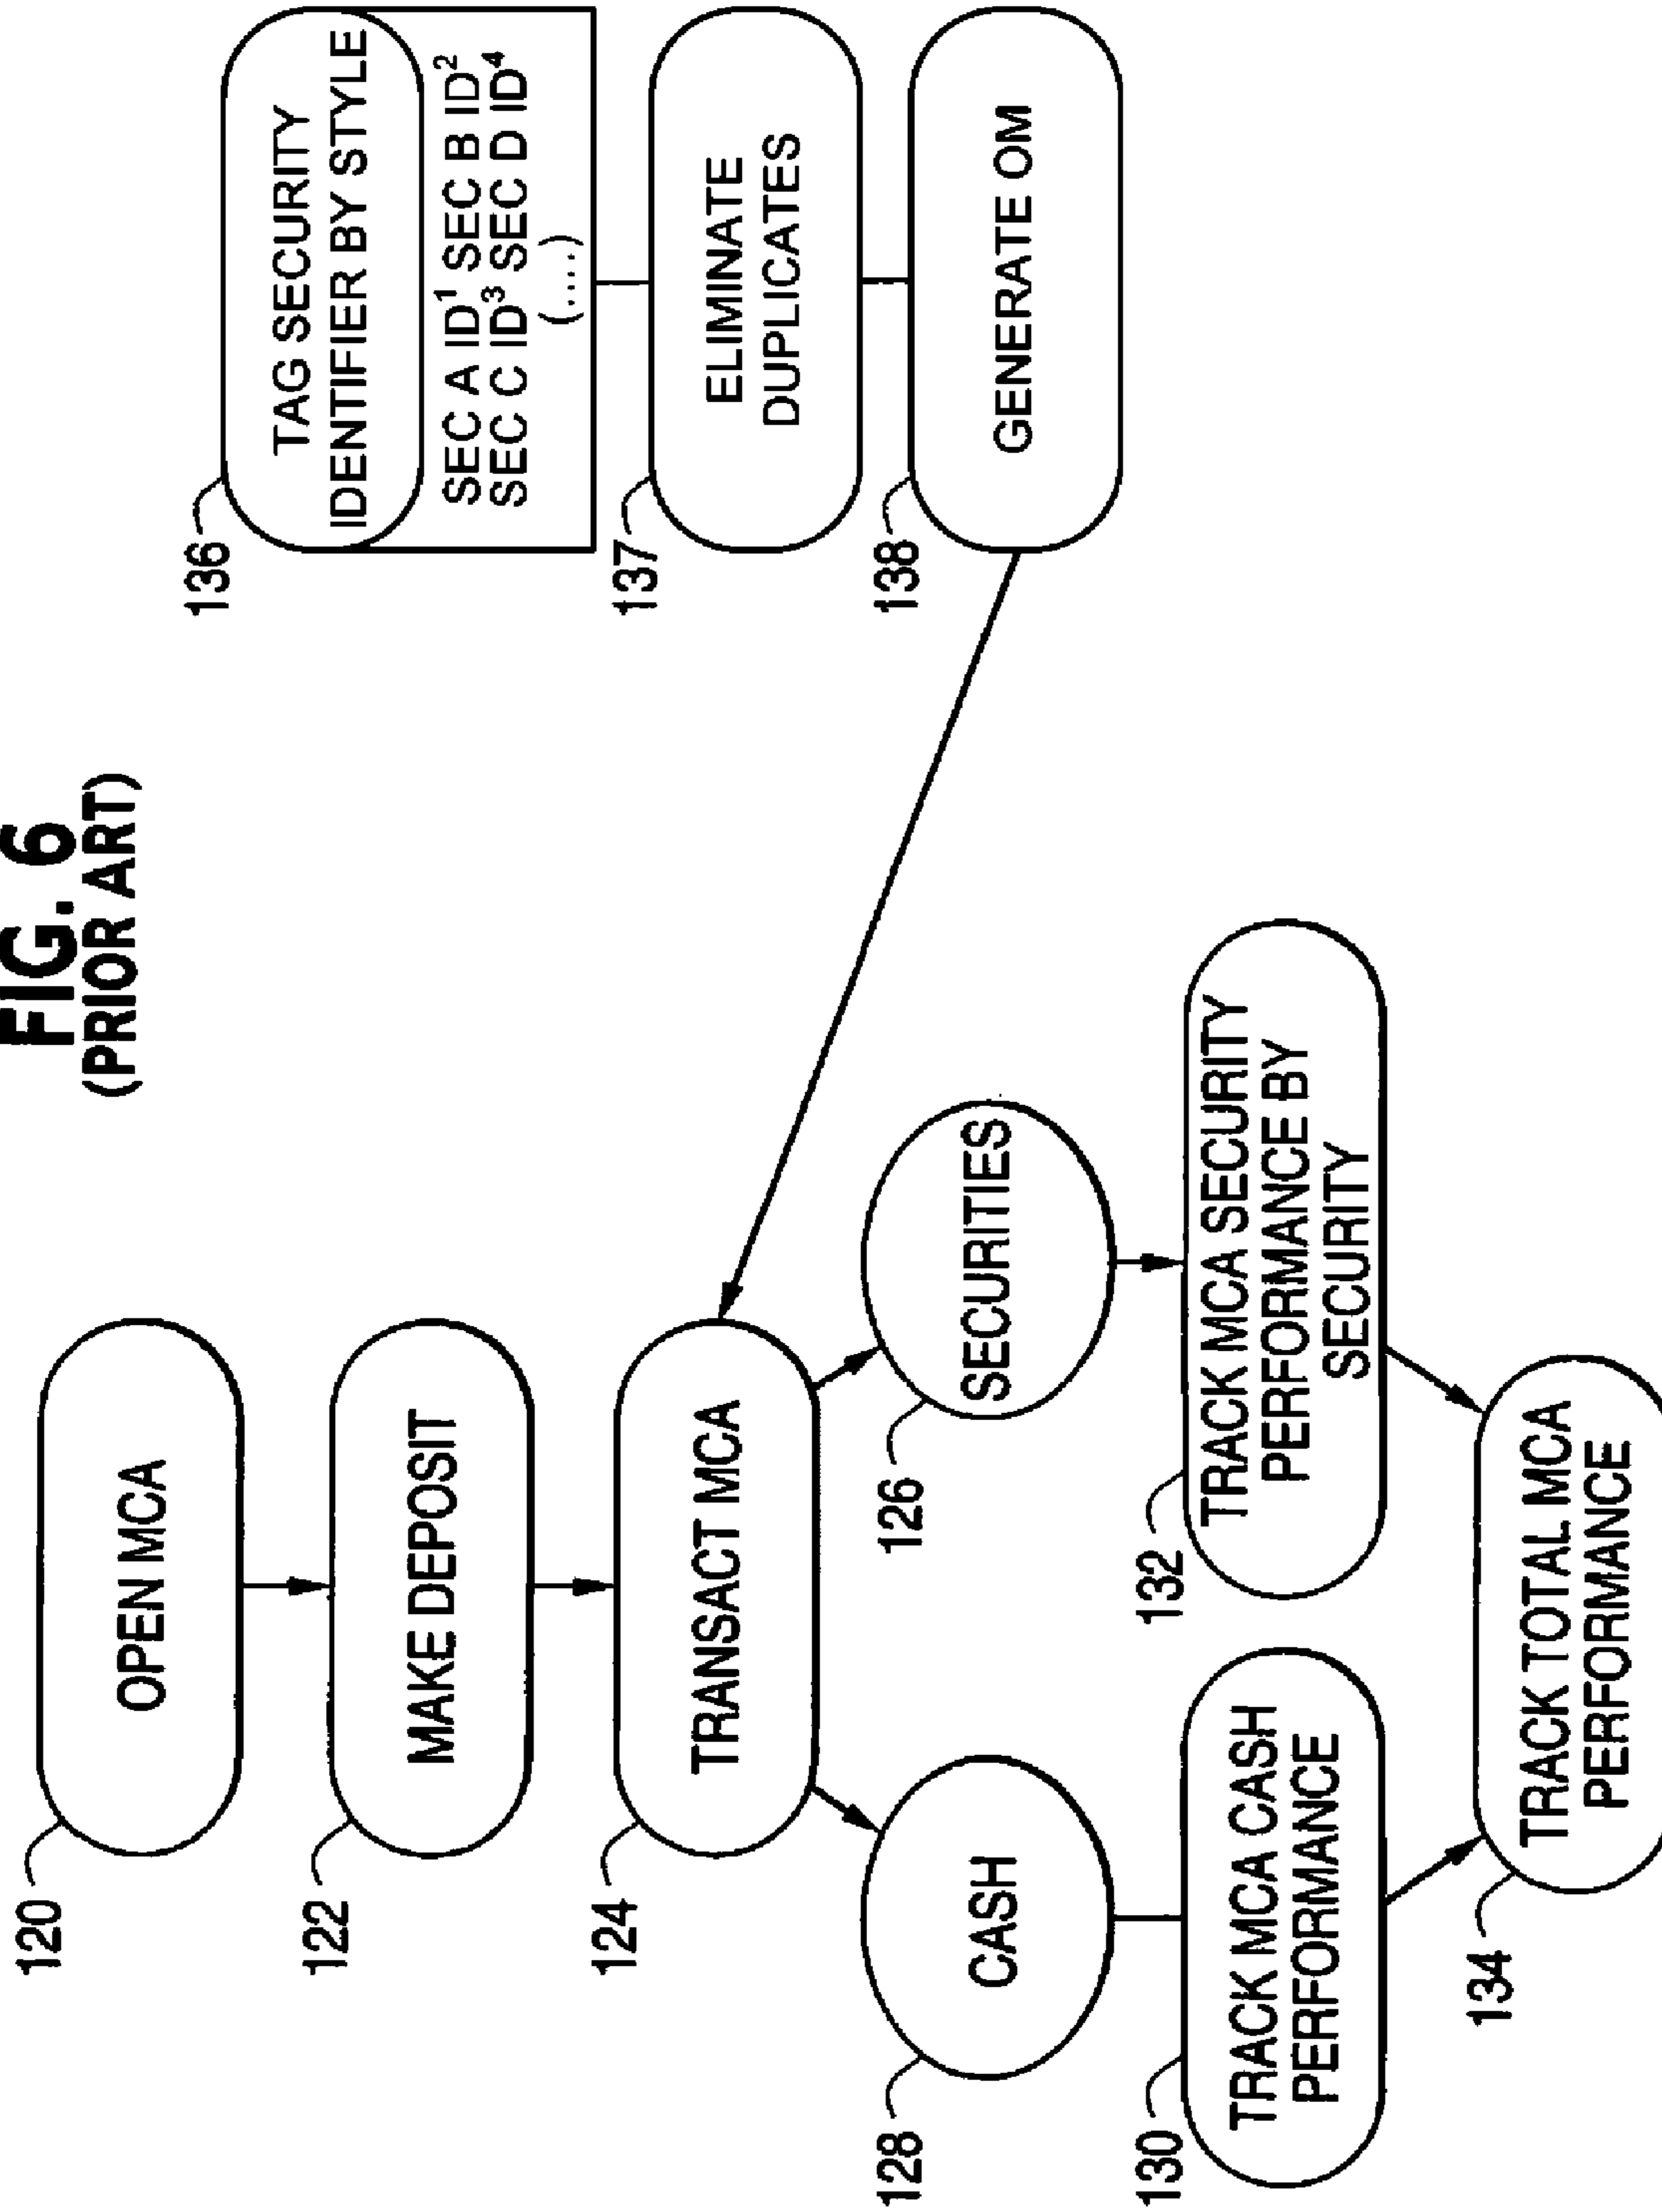 FIG. 6
(PRIOR ART)
120
OPEN MCA
122
MAKE DEPOSIT
124
TRANSACT MCA
128
CASH
126
SECURITIES
130
TRACK MCA CASH
PERFORMANCE
132
TRACK MCA SECURITY
PERFORMANCE BY
SECURITY
134
TRACK TOTAL MCA
PERFORMANCE
136
TAG SECURITY
IDENTIFIER BY STYLE
SEC A ID¹ SEC B ID²
SEC C ID³ SEC D ID⁴
(....)
137
ELIMINATE
DUPLICATES
138
GENERATE OM